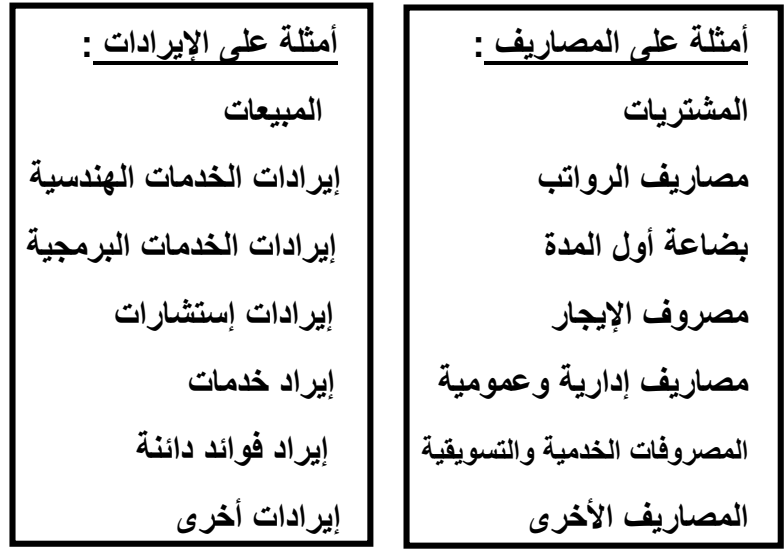 أمثلة على المصاريف :
المشتريات
مصاريف الرواتب
بضاعة أول المدة
مصروف الإيجار
مصاريف إدارية وعمومية
المصروفات الخدمية والتسويقية
المصاريف الأخرى
أمثلة على الإيرادات :
المبيعات
إيرادات الخدمات الهندسية
إيرادات الخدمات البرمجية
إيرادات إستشارات
إيراد خدمات
إيراد فوائد دائنة
إيرادات أخرى